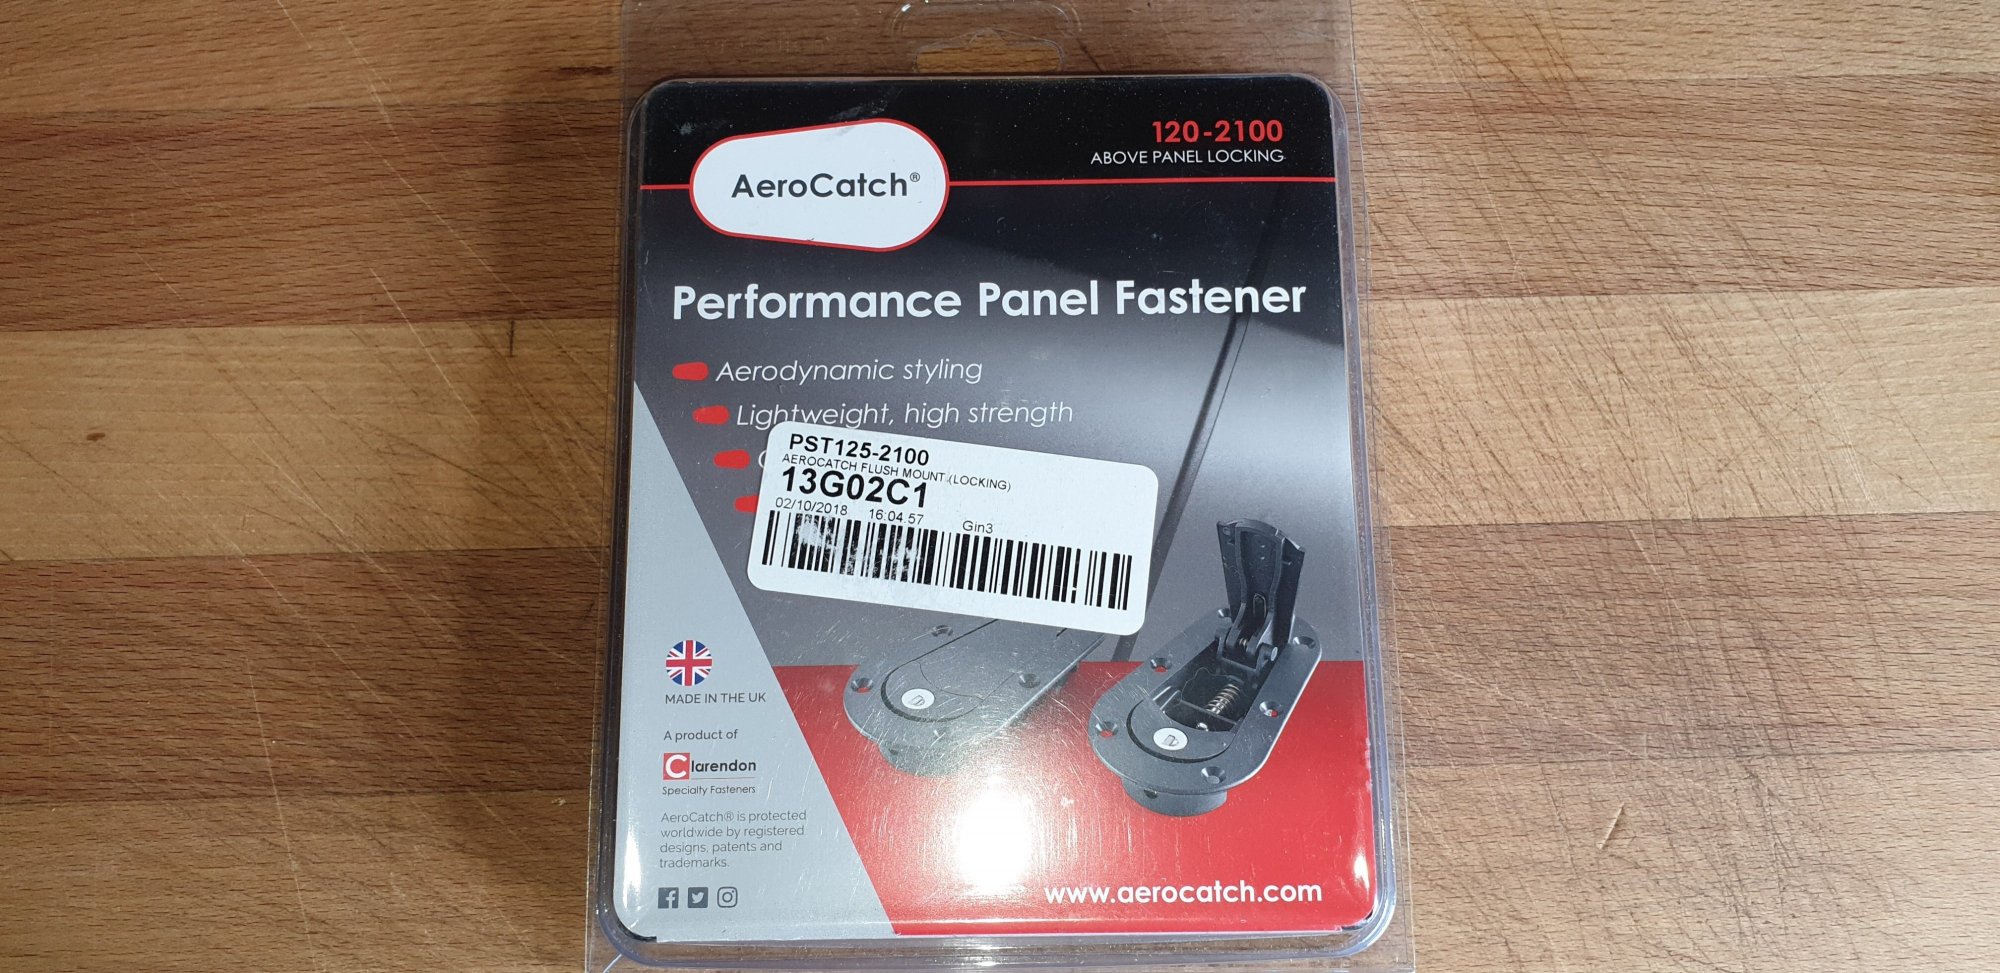 120-2100
ABOVE PANEL LOCKING
AeroCatch®
Performance Panel Fastener
Aerodynamic styling
Lightweight, high strength
PST125-2100
AEROCATCH FLUSH MOUNT (LOCKING)
13G02C1
02/10/2018 16:04:57 Gin3
MADE IN THE UK
A product of
Clarendon
Specialty Fasteners
AeroCatch® is protected
worldwide by registered
designs, patents and
trademarks.
www.aerocatch.com